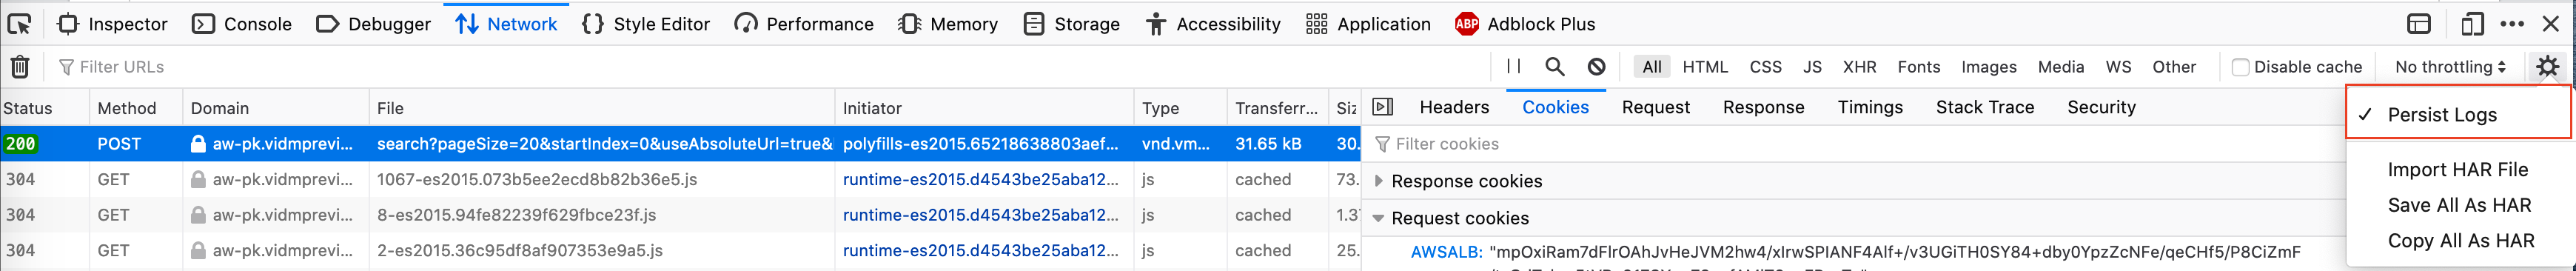 Inspector Console Debugger Network Style Editor Performance Memory Storage Accessibility Application ABP Adblock Plus
Filter URLs All HTML CSS JS XHR Fonts Images Media WS Other Disable cache No throttling
Status Method Domain File Initiator Type Transferr... Siz Headers Cookies Request Response Timings Stack Trace Security
Persist Logs
200 POST aw-pk.vidmprevi... search?pageSize=20&startIndex=0&useAbsoluteUrl=true& polyfills-es2015.65218638803aef... vnd.vm... 31.65 kB 30. Filter cookies
304 GET aw-pk.vidmprevi... 1067-es2015.073b5ee2ecd8b82b36e5.js runtime-es2015.d4543be25aba12... js cached 73. Response cookies
Import HAR File
304 GET aw-pk.vidmprevi... 8-es2015.94fe82239f629fbce23f.js runtime-es2015.d4543be25aba12... js cached 1.37 Request cookies
Save All As HAR
304 GET aw-pk.vidmprevi... 2-es2015.36c95df8af907353e9a5.js runtime-es2015.d4543be25aba12... js cached 25. AWSALB: "mpOxiRam7dFIrOAhJvHeJVM2hw4/xIrwSPIANF4Alf+/v3UGiTH0SY84+dby0YpzZcNFe/qeCHf5/P8CiZmF
Copy All As HAR